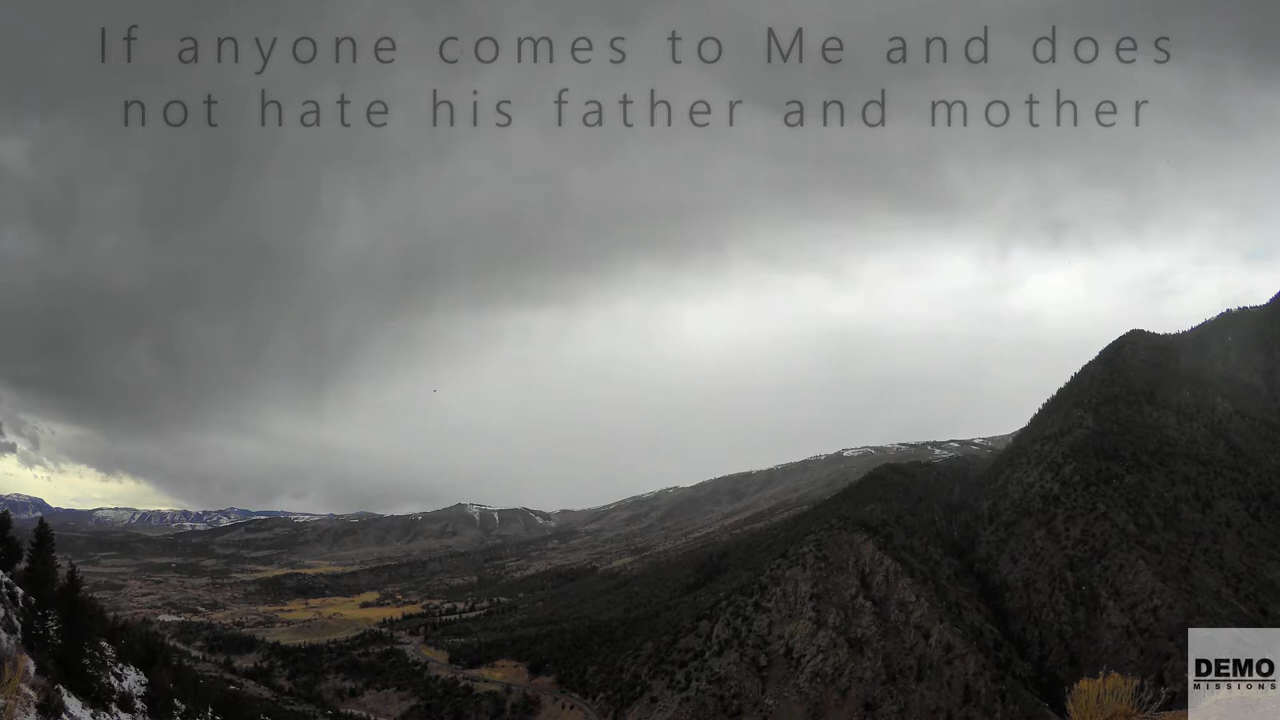 If anyone comes to Me and does
not hate his father and mother
DEMO
MISSIONS